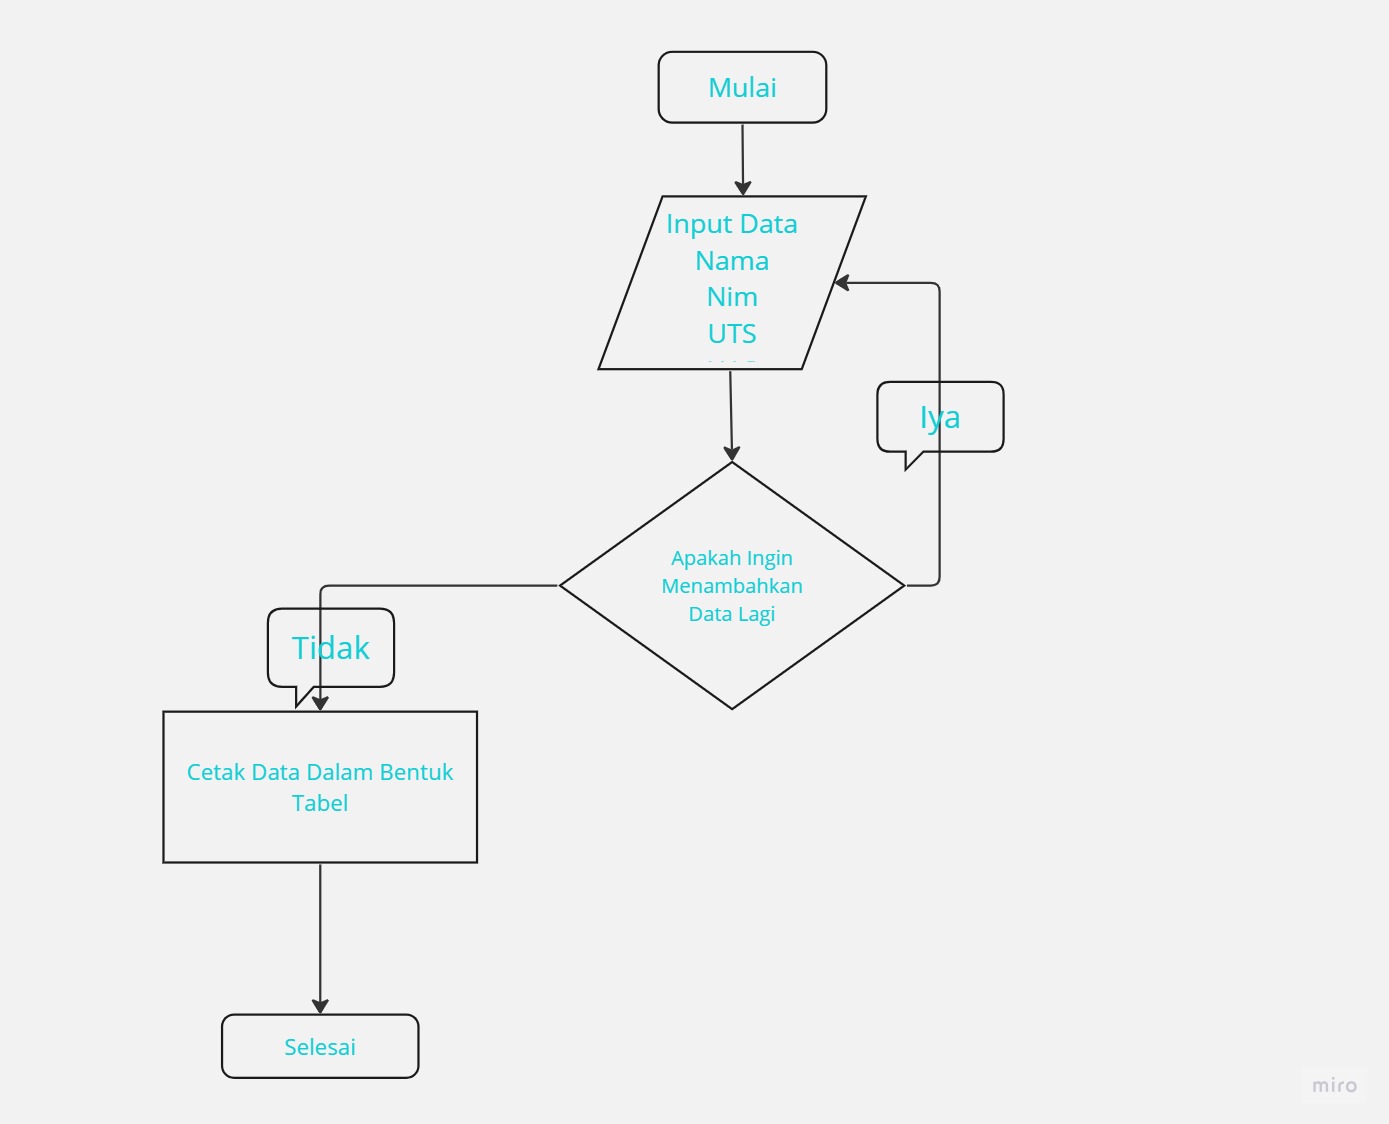 Mulai
Input Data
Nama
Nim
UTS
Iya
Apakah Ingin
Menambahkan
Data Lagi
Tidak
Cetak Data Dalam Bentuk
Tabel
Selesai
miro